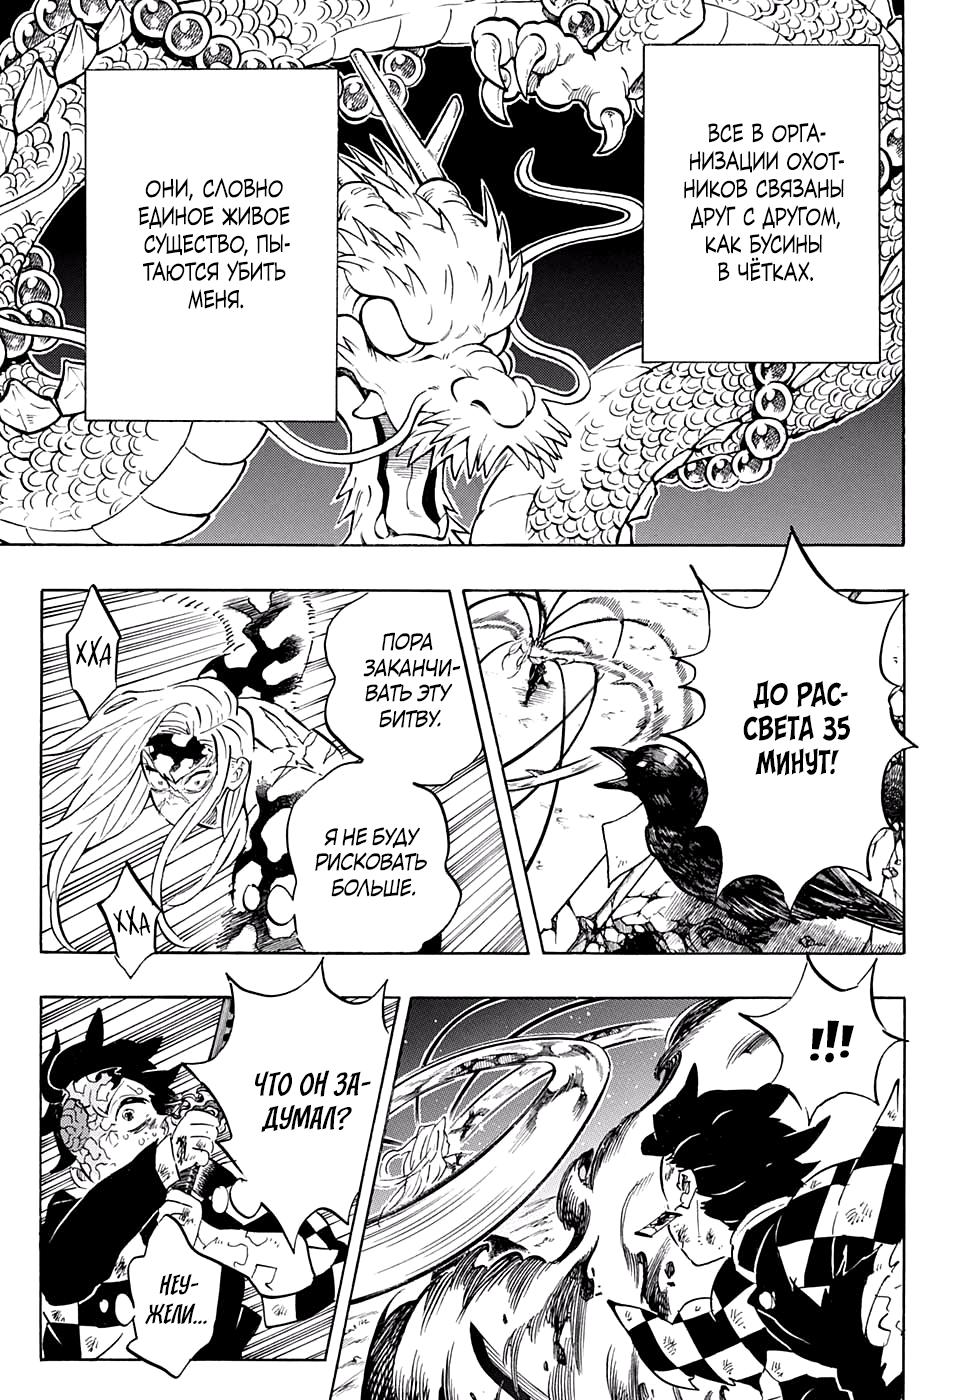 ВСЕ В ОРГА-
НИЗАЦИИ ОХОТ-
НИКОВ СВЯЗАНЫ
ДРУГ С ДРУГОМ,
КАК БУСИНЫ
В ЧЁТКАХ.
ОНИ, СЛОВНО
ЕДИНОЕ ЖИВОЕ
СУЩЕСТВО, ПЫ-
ТАЮТСЯ УБИТЬ
МЕНЯ.
ДО РАС-
СВЕТА 35
МИНУТ!
ПОРА
ЗАКАНЧИ-
ВАТЬ ЭТУ
БИТВУ.
Я НЕ БУДУ
РИСКОВАТЬ
БОЛЬШЕ.
ХХА
ХХА
!!!
ЧТО ОН ЗА-
ДУМАЛ?
НЕУ-
ЖЕЛИ...